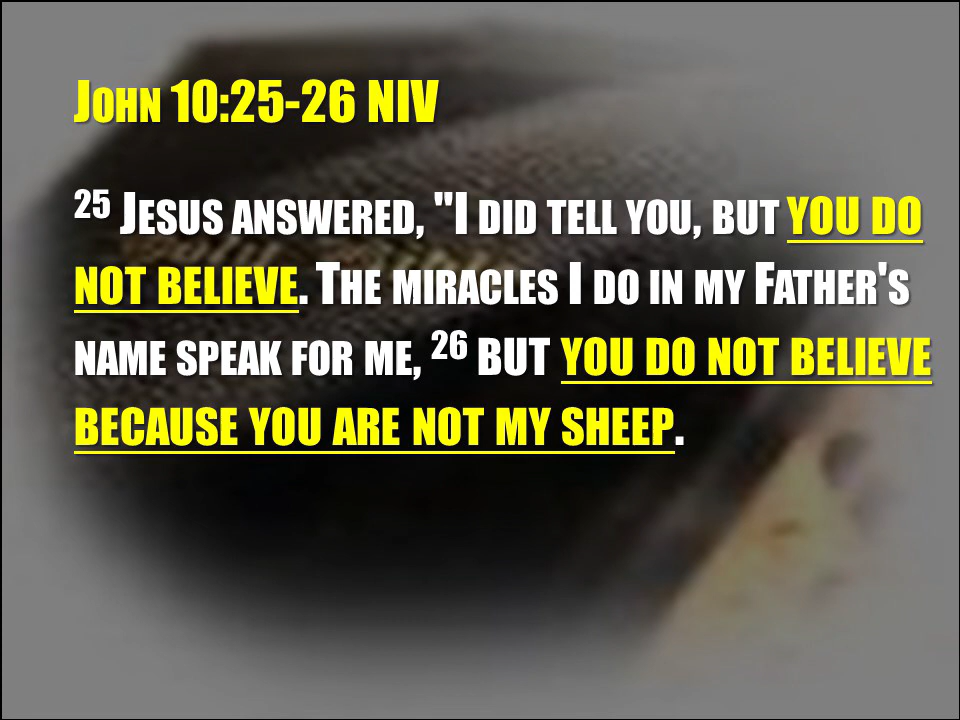 John 10:25-26 NIV
25 Jesus answered, "I did tell you, but you do
not believe. The miracles I do in my Father's
name speak for me, 26 but you do not believe
because you are not my sheep.